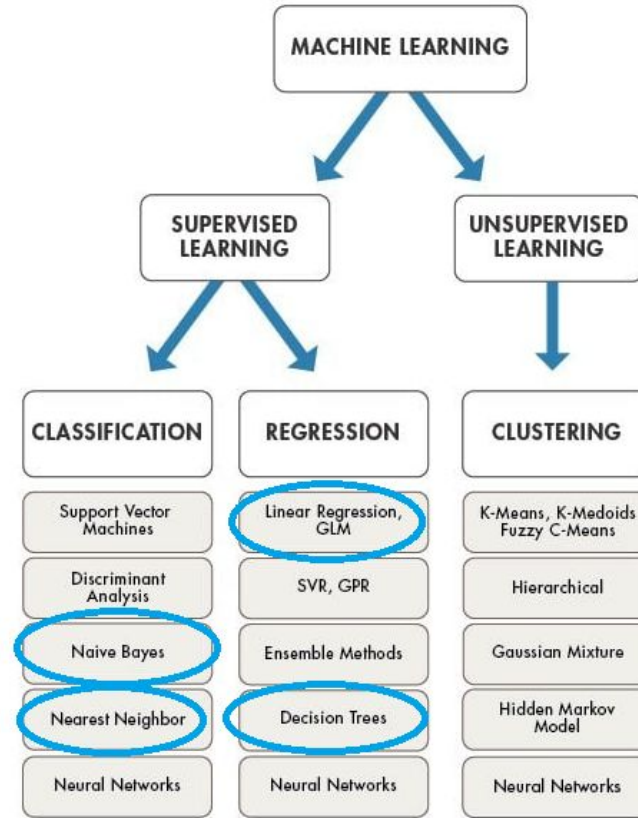 MACHINE LEARNING
SUPERVISED
LEARNING
UNSUPERVISED
LEARNING
CLASSIFICATION
REGRESSION
CLUSTERING
Support Vector
Machines
Discriminant
Analysis
Naive Bayes
Nearest Neighbor
Neural Networks
Linear Regression,
GLM
SVR, GPR
Ensemble Methods
Decision Trees
Neural Networks
K-Means, K-Medoids
Fuzzy C-Means
Hierarchical
Gaussian Mixture
Hidden Markov
Model
Neural Networks